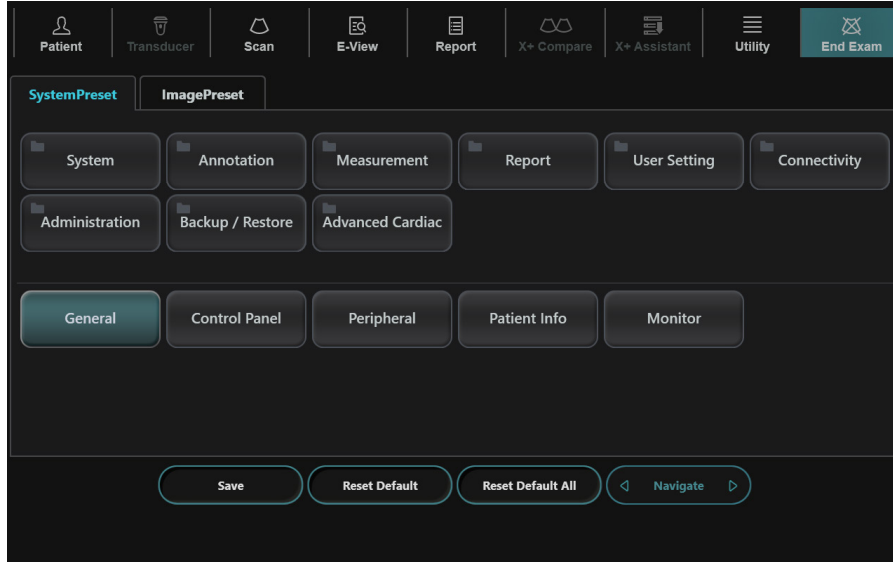 Patient Transducer Scan E-View Report X+ Compare X+ Assistant Utility End Exam
SystemPreset ImagePreset
System Annotation Measurement Report User Setting Connectivity
Administration Backup / Restore Advanced Cardiac
General Control Panel Peripheral Patient Info Monitor
Save Reset Default Reset Default All Navigate